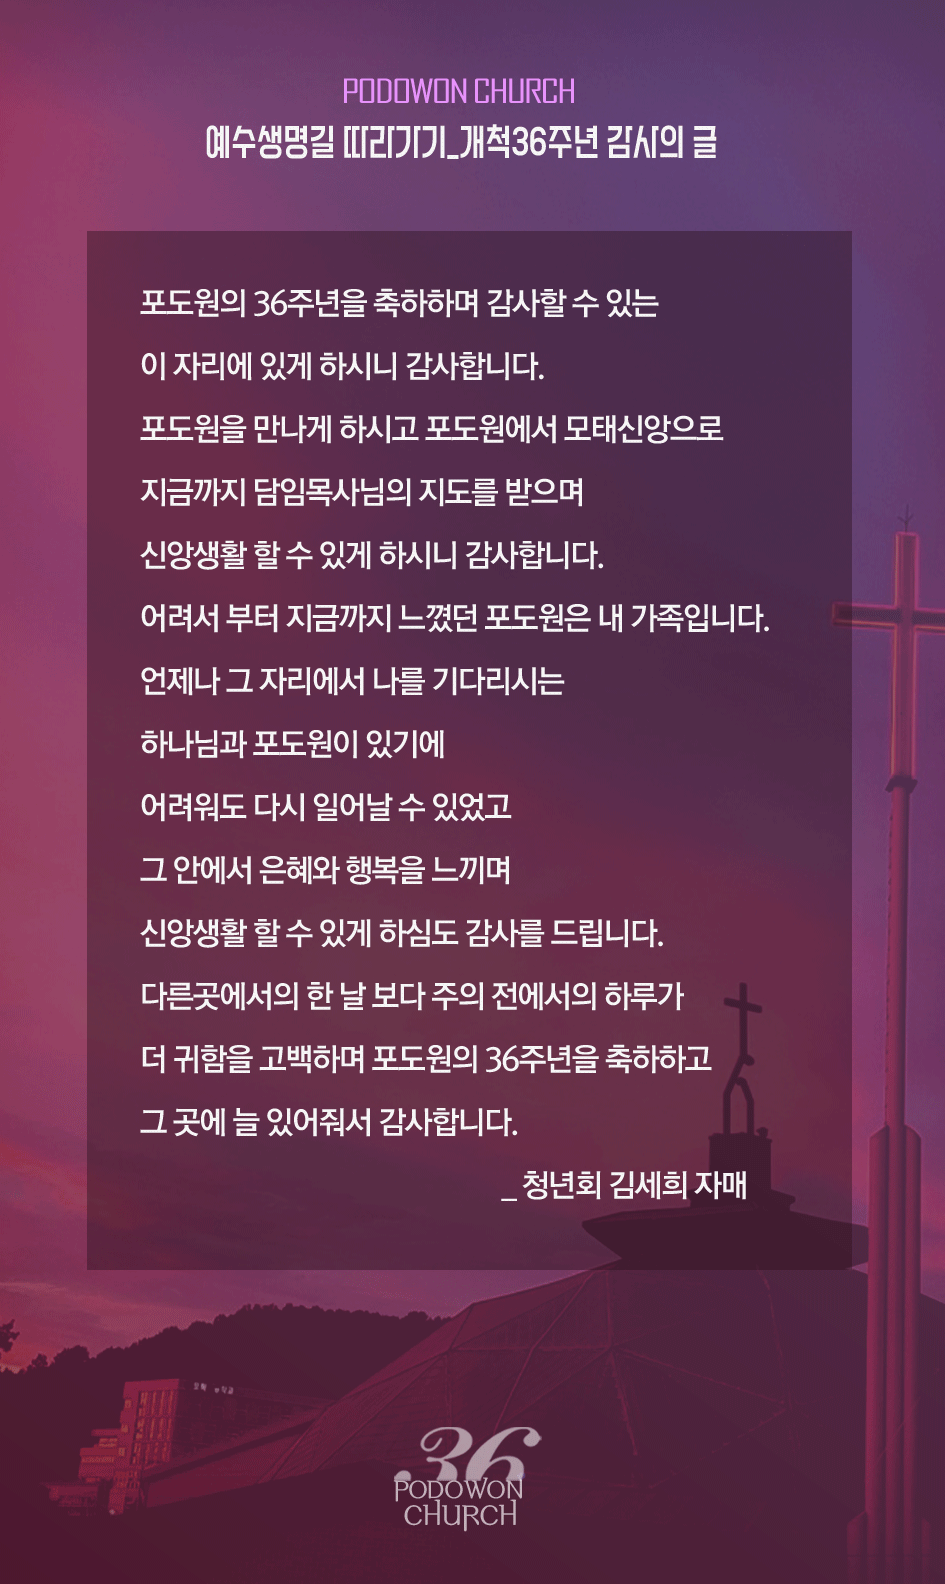 PODOWON CHURCH
예수생명길 따라가기_개척36주년 감사의 글
포도원의 36주년을 축하하며 감사할 수 있는
이 자리에 있게 하시니 감사합니다.
포도원을 만나게 하시고 포도원에서 모태신앙으로
지금까지 담임목사님의 지도를 받으며
신앙생활 할 수 있게 하시니 감사합니다.
어려서 부터 지금까지 느꼈던 포도원은 내 가족입니다.
언제나 그 자리에서 나를 기다리시는
하나님과 포도원이 있기에
어려워도 다시 일어날 수 있었고
그 안에서 은혜와 행복을 느끼며
신앙생활 할 수 있게 하심도 감사를 드립니다.
다른곳에서의 한 날 보다 주의 전에서의 하루가
더 귀함을 고백하며 포도원의 36주년을 축하하고
그 곳에 늘 있어줘서 감사합니다.
_ 청년회 김세희 자매
36
PODOWON
CHURCH